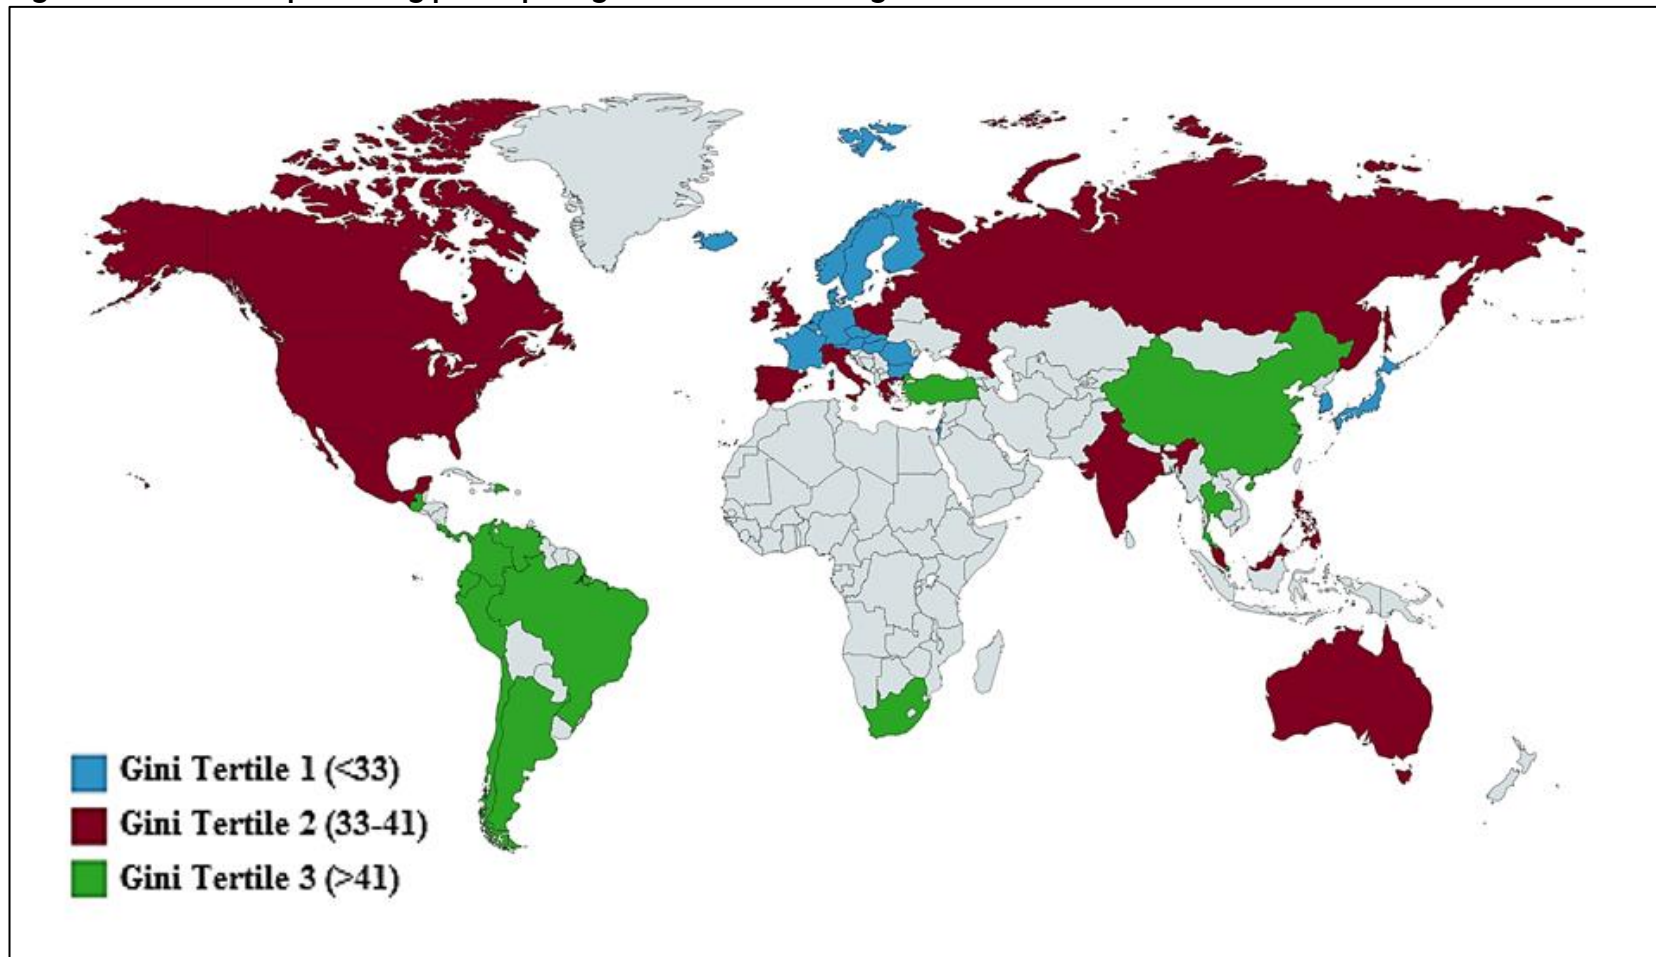 Gini Tertile 1 (<33)
Gini Tertile 2 (33-41)
Gini Tertile 3 (>41)